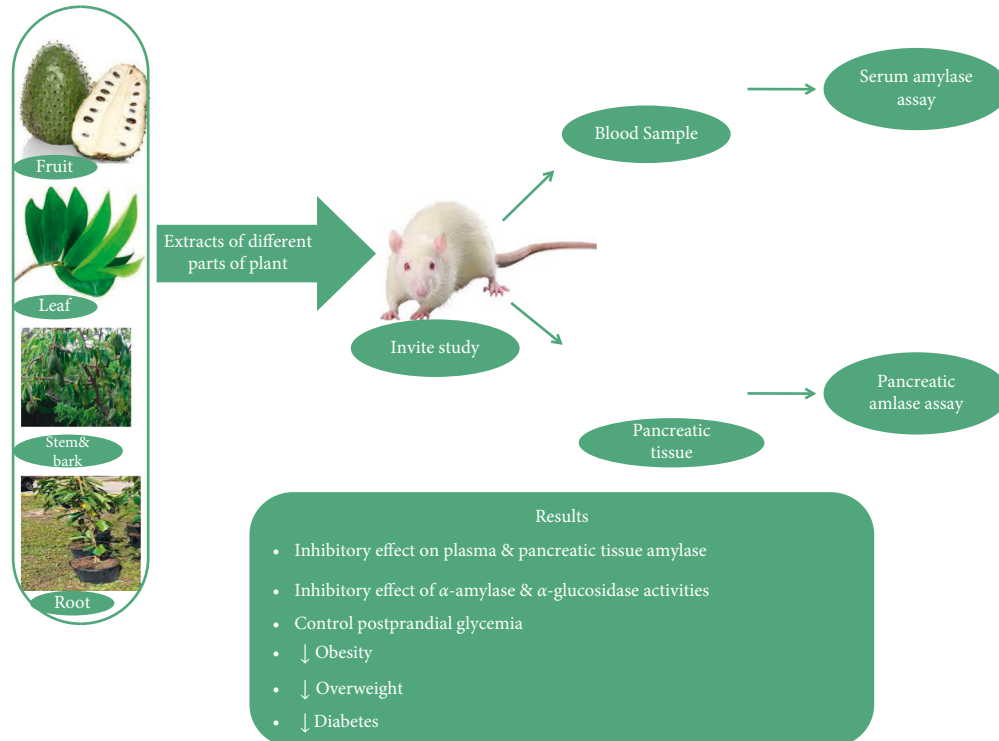 Fruit
Leaf
Stem&
bark
Root
Extracts of different
parts of plant
Invite study
Blood Sample
Serum amylase
assay
Pancreatic
tissue
Pancreatic
amlase assay
Results
• Inhibitory effect on plasma & pancreatic tissue amylase
• Inhibitory effect of α-amylase & α-glucosidase activities
• Control postprandial glycemia
• ↓ Obesity
• ↓ Overweight
• ↓ Diabetes